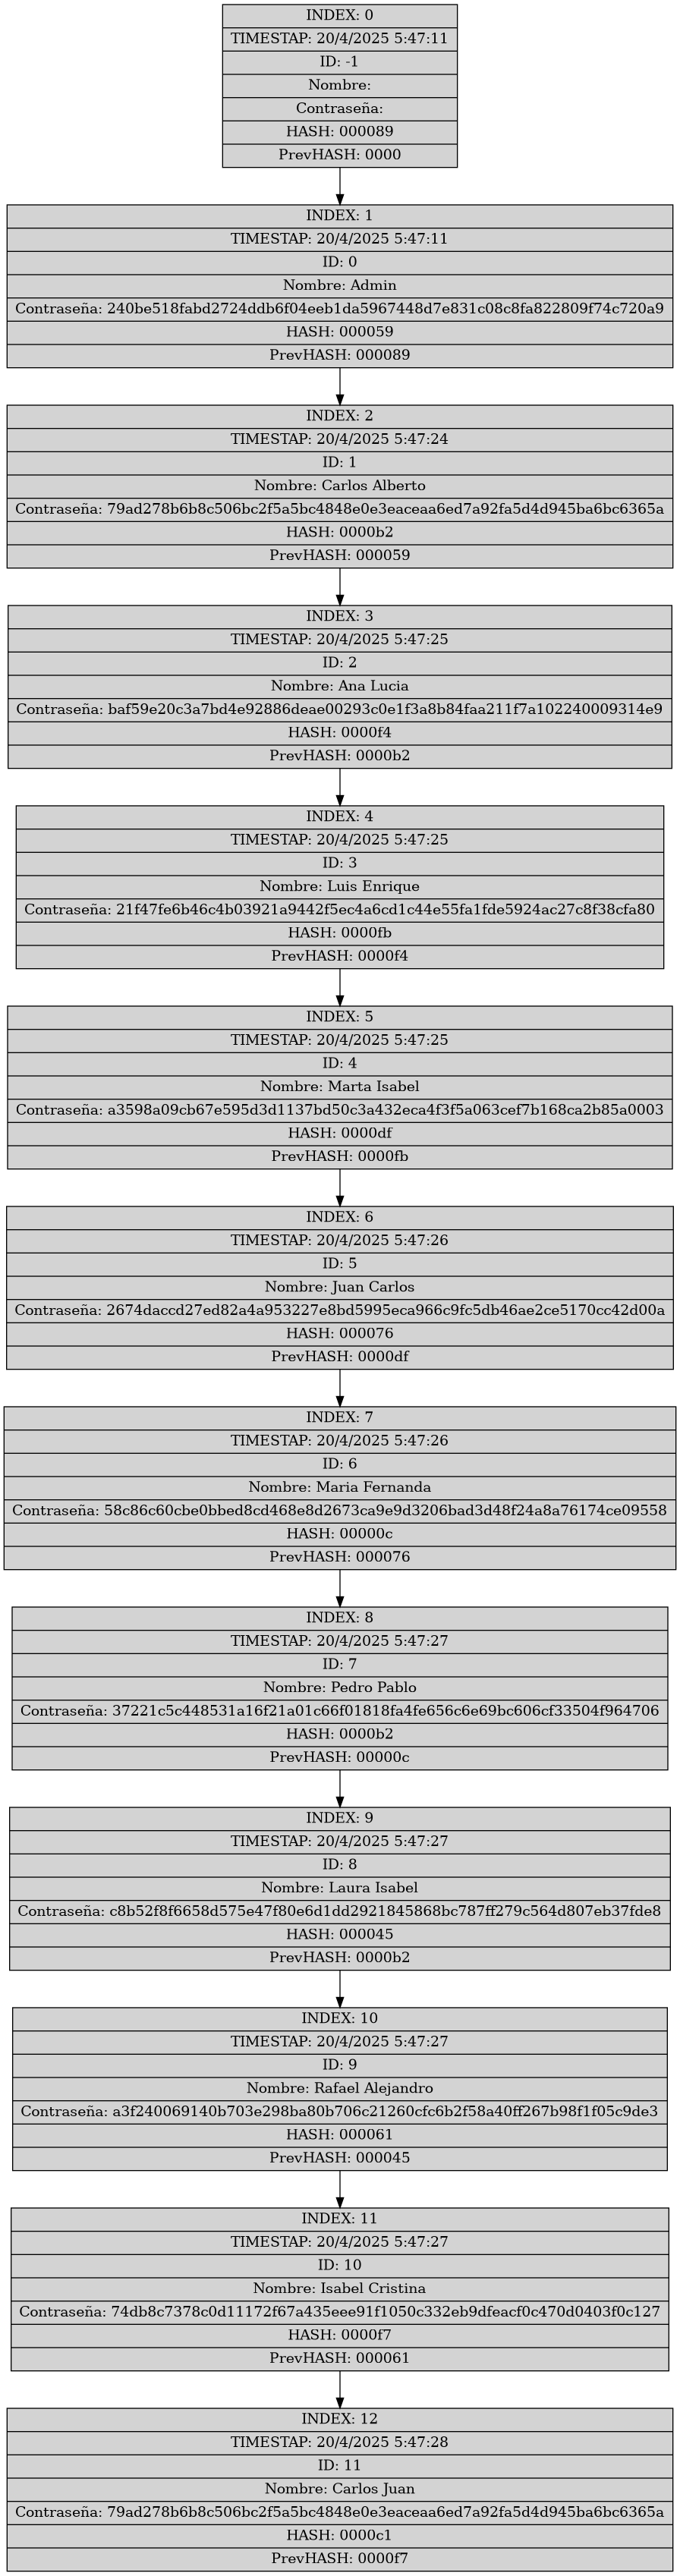 INDEX: 0
TIMESTAP: 20/4/2025 5:47:11
ID: -1
Nombre:
Contraseña:
HASH: 000089
PrevHASH: 0000
INDEX: 1
TIMESTAP: 20/4/2025 5:47:11
ID: 0
Nombre: Admin
Contraseña: 240be518fabd2724ddb6f04eeb1da5967448d7e831c08c8fa822809f74c720a9
HASH: 000059
PrevHASH: 000089
INDEX: 2
TIMESTAP: 20/4/2025 5:47:24
ID: 1
Nombre: Carlos Alberto
Contraseña: 79ad278b6b8c506bc2f5a5bc4848e0e3eaceaa6ed7a92fa5d4d945ba6bc6365a
HASH: 0000b2
PrevHASH: 000059
INDEX: 3
TIMESTAP: 20/4/2025 5:47:25
ID: 2
Nombre: Ana Lucia
Contraseña: baf59e20c3a7bd4e92886deae00293c0e1f3a8b84faa211f7a102240009314e9
HASH: 0000f4
PrevHASH: 0000b2
INDEX: 4
TIMESTAP: 20/4/2025 5:47:25
ID: 3
Nombre: Luis Enrique
Contraseña: 21f47fe6b46c4b03921a9442f5ec4a6cd1c44e55fa1fde5924ac27c8f38cfa80
HASH: 0000fb
PrevHASH: 0000f4
INDEX: 5
TIMESTAP: 20/4/2025 5:47:25
ID: 4
Nombre: Marta Isabel
Contraseña: a3598a09cb67e595d3d1137bd50c3a432eca4f3f5a063cef7b168ca2b85a0003
HASH: 0000df
PrevHASH: 0000fb
INDEX: 6
TIMESTAP: 20/4/2025 5:47:26
ID: 5
Nombre: Juan Carlos
Contraseña: 2674daccd27ed82a4a953227e8bd5995eca966c9fc5db46ae2ce5170cc42d00a
HASH: 000076
PrevHASH: 0000df
INDEX: 7
TIMESTAP: 20/4/2025 5:47:26
ID: 6
Nombre: Maria Fernanda
Contraseña: 58c86c60cbe0bbed8cd468e8d2673ca9e9d3206bad3d48f24a8a76174ce09558
HASH: 00000c
PrevHASH: 000076
INDEX: 8
TIMESTAP: 20/4/2025 5:47:27
ID: 7
Nombre: Pedro Pablo
Contraseña: 37221c5c448531a16f21a01c66f01818fa4fe656c6e69bc606cf33504f964706
HASH: 0000b2
PrevHASH: 00000c
INDEX: 9
TIMESTAP: 20/4/2025 5:47:27
ID: 8
Nombre: Laura Isabel
Contraseña: c8b52f8f6658d575e47f80e6d1dd2921845868bc787ff279c564d807eb37fde8
HASH: 000045
PrevHASH: 0000b2
INDEX: 10
TIMESTAP: 20/4/2025 5:47:27
ID: 9
Nombre: Rafael Alejandro
Contraseña: a3f240069140b703e298ba80b706c21260cfc6b2f58a40ff267b98f1f05c9de3
HASH: 000061
PrevHASH: 000045
INDEX: 11
TIMESTAP: 20/4/2025 5:47:27
ID: 10
Nombre: Isabel Cristina
Contraseña: 74db8c7378c0d11172f67a435eee91f1050c332eb9dfeacf0c470d0403f0c127
HASH: 0000f7
PrevHASH: 000061
INDEX: 12
TIMESTAP: 20/4/2025 5:47:28
ID: 11
Nombre: Carlos Juan
Contraseña: 79ad278b6b8c506bc2f5a5bc4848e0e3eaceaa6ed7a92fa5d4d945ba6bc6365a
HASH: 0000c1
PrevHASH: 0000f7